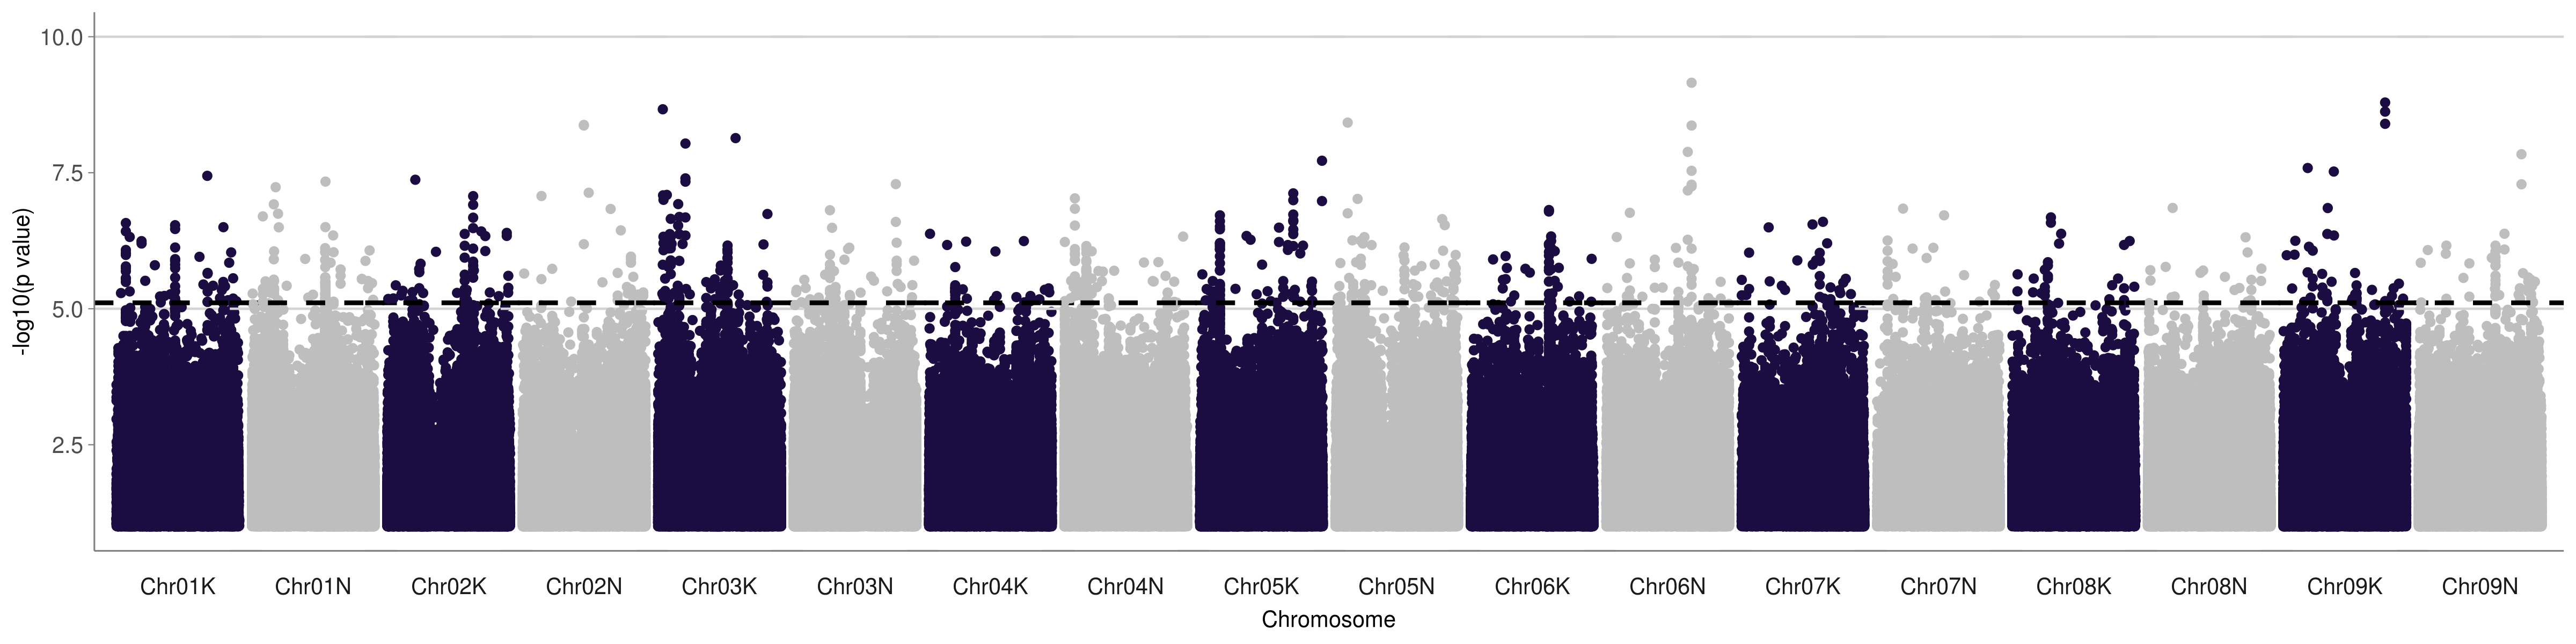 10.0
7.5
5.0
2.5
-log10(p value)
Chr01K Chr01N Chr02K Chr02N Chr03K Chr03N Chr04K Chr04N Chr05K Chr05N Chr06K Chr06N Chr07K Chr07N Chr08K Chr08N Chr09K Chr09N
Chromosome